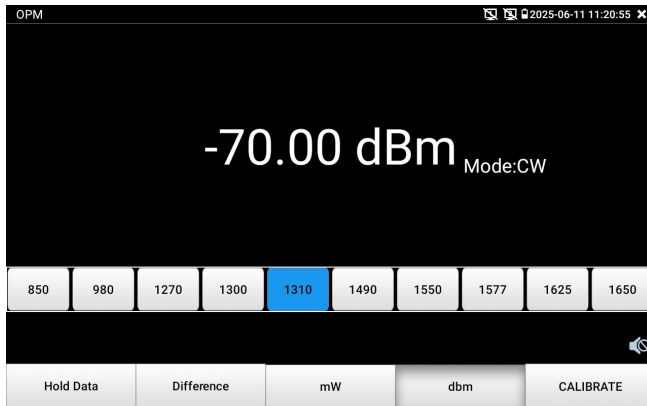 OPM 2025-06-11 11:20:55
-70.00 dBm Mode:CW
850 980 1270 1300 1310 1490 1550 1577 1625 1650
Hold Data Difference mW dbm CALIBRATE